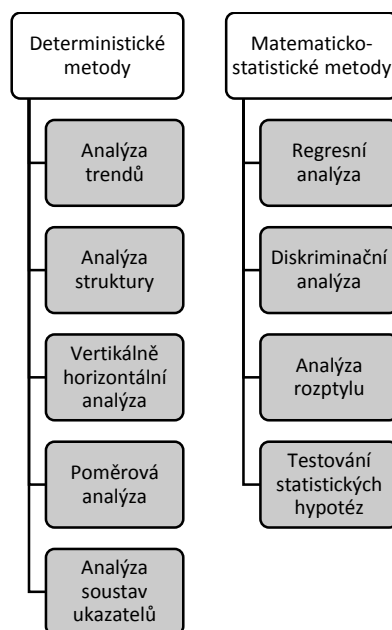 Deterministické
metody
Analýza
trendů
Analýza
struktury
Vertikálně
horizontální
analýza
Poměrová
analýza
Analýza
soustav
ukazatelů
Matematicko-
statistické metody
Regresní
analýza
Diskriminační
analýza
Analýza
rozptylu
Testování
statistických
hypotéz